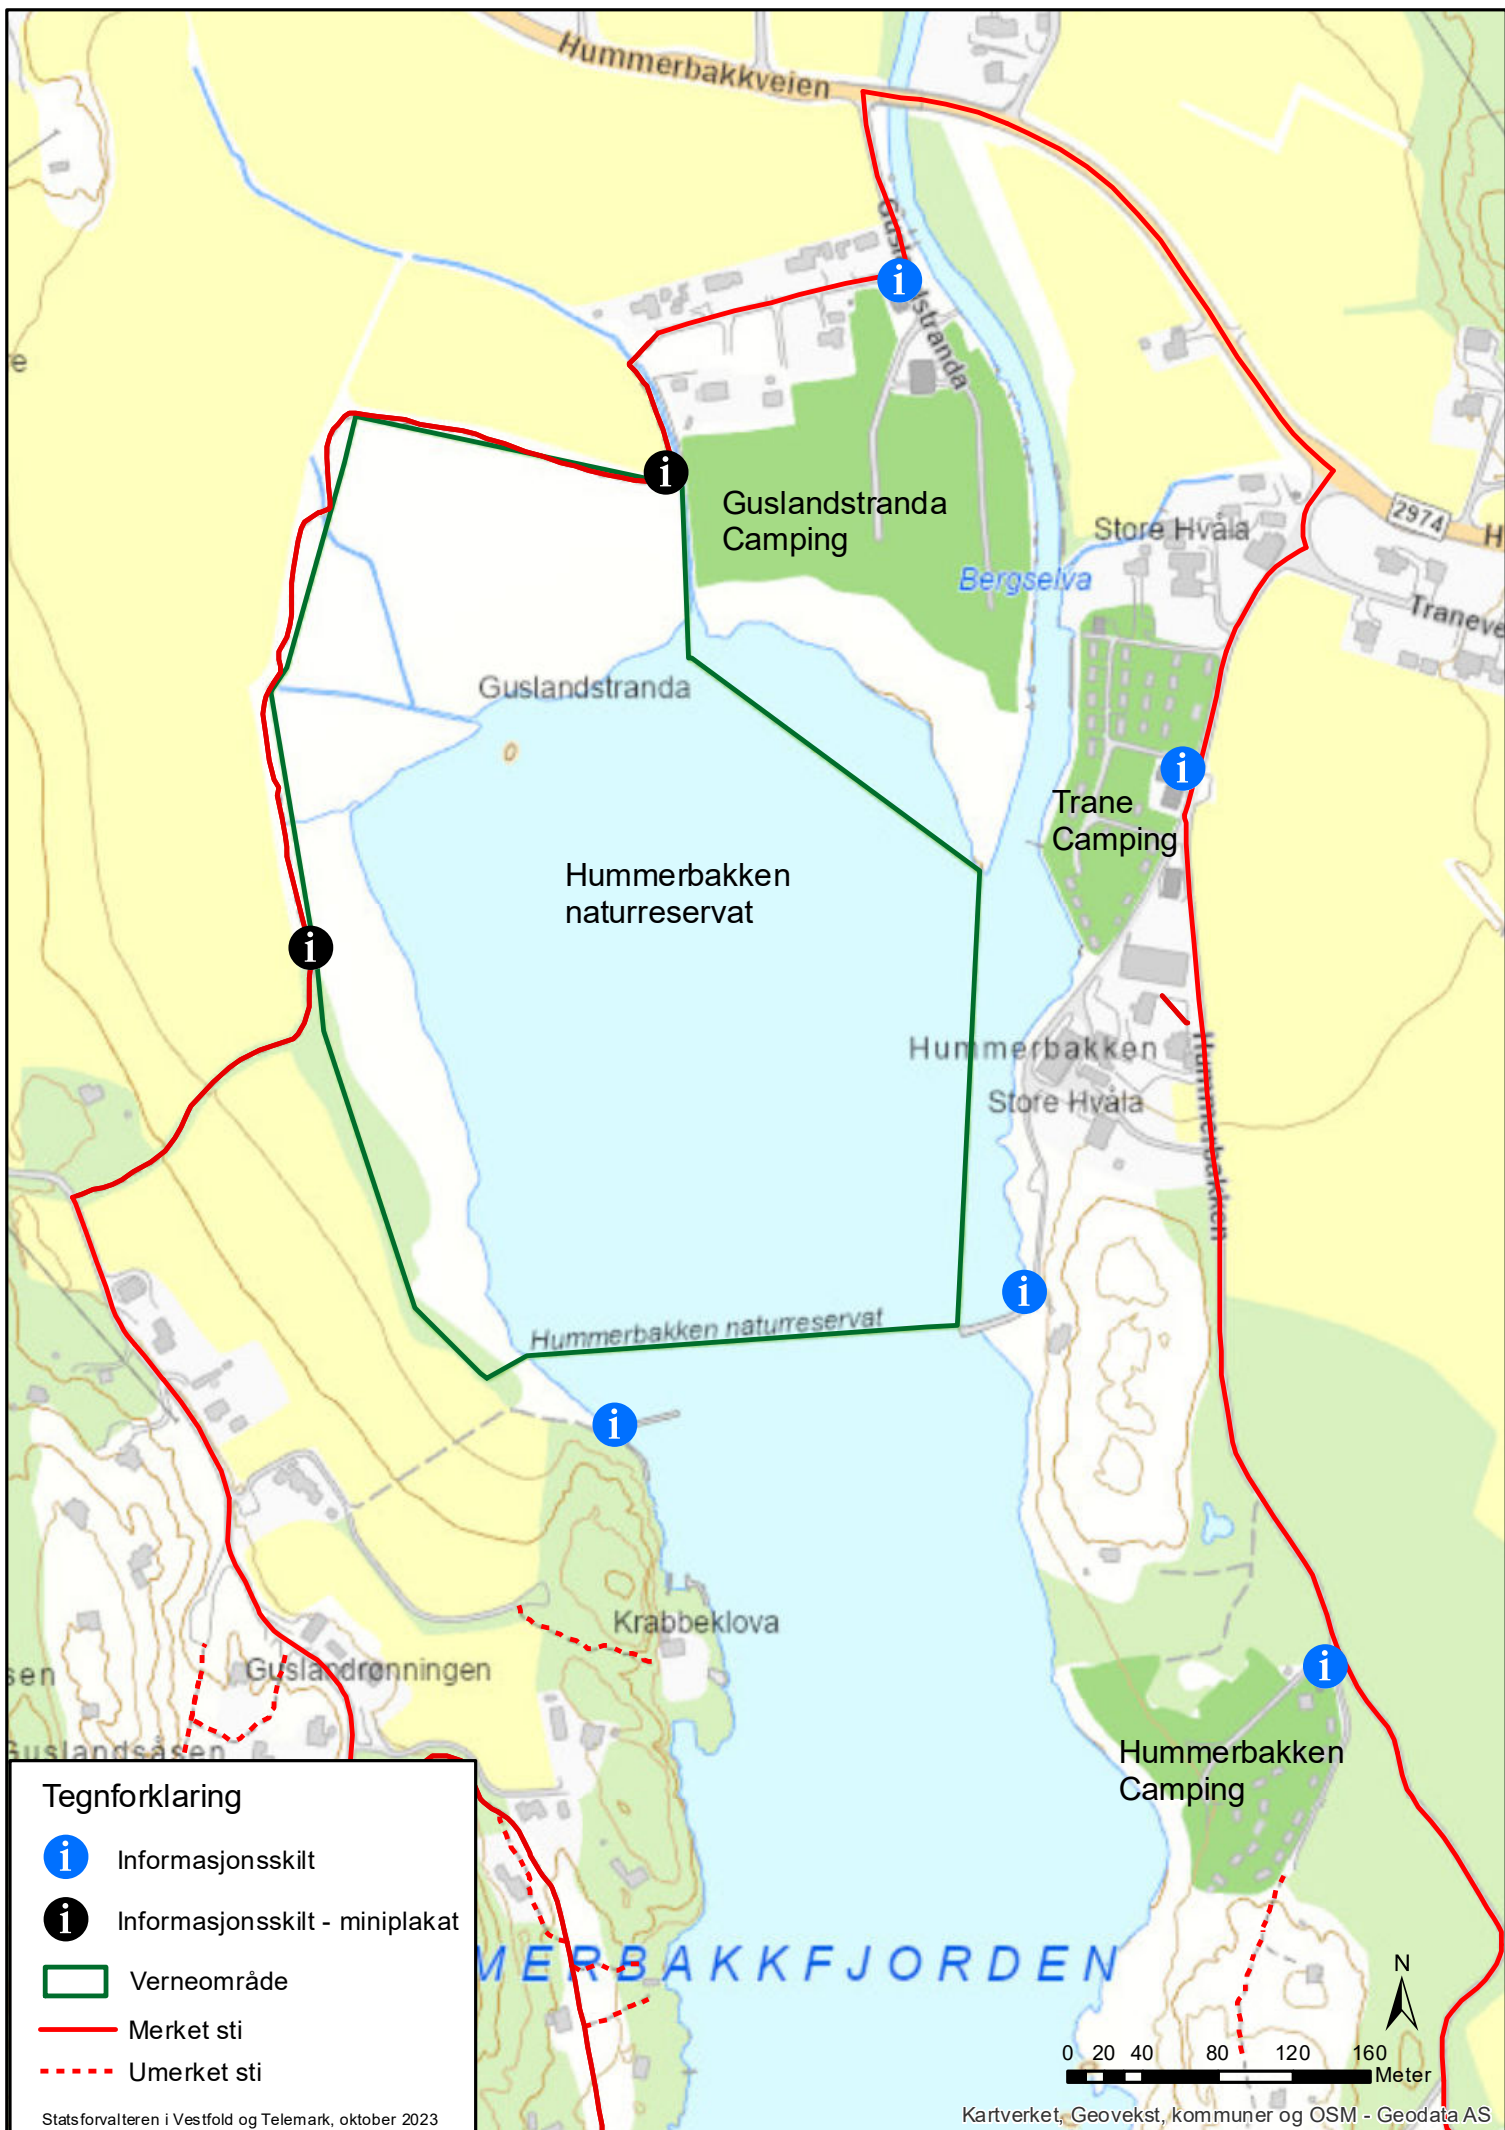 Hummerbakkveien
Guslandstranda
e
Guslandstranda
Camping
Store Hvåla
2974
H
Bergselva
Traneve
Guslandstranda
Trane
Camping
Hummerbakken
naturreservat
Hummerbakken
Store Hvåla
Hummerbakken
Hummerbakken naturreservat
Krabbeklova
sen
Guslandrønningen
Guslandsåsen
Hummerbakken
Camping
MERBAKKFJORDEN
Tegnforklaring
i Informasjonsskilt
i Informasjonsskilt - miniplakat
Verneområde
Merket sti
Umerket sti
Statsforvalteren i Vestfold og Telemark, oktober 2023
N
0 20 40 80 120 160
Meter
Kartverket, Geovekst, kommuner og OSM - Geodata AS